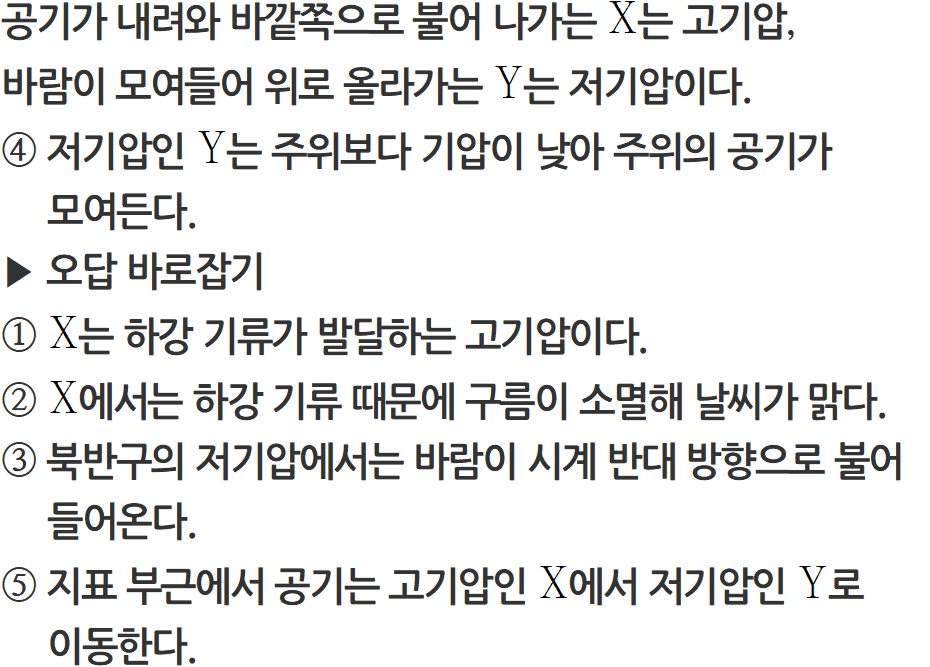 공기가 내려와 바깥쪽으로 불어 나가는 X는 고기압,
바람이 모여들어 위로 올라가는 Y는 저기압이다.
④ 저기압인 Y는 주위보다 기압이 낮아 주위의 공기가
모여든다.
▶ 오답 바로잡기
① X는 하강 기류가 발달하는 고기압이다.
② X에서는 하강 기류 때문에 구름이 소멸해 날씨가 맑다.
③ 북반구의 저기압에서는 바람이 시계 반대 방향으로 불어
들어온다.
⑤ 지표 부근에서 공기는 고기압인 X에서 저기압인 Y로
이동한다.